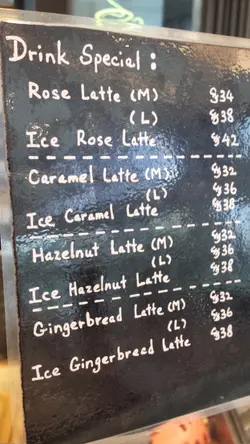 Drink Special :
Rose Latte (M) $34
(L) $38
Ice Rose Latte $42
Caramel Latte (M) $32
(L) $36
Ice Caramel Latte $38
Hazelnut Latte (M) $32
(L) $36
Ice Hazelnut Latte $38
Gingerbread Latte (M) $32
(L) $36
Ice Gingerbread Latte $38